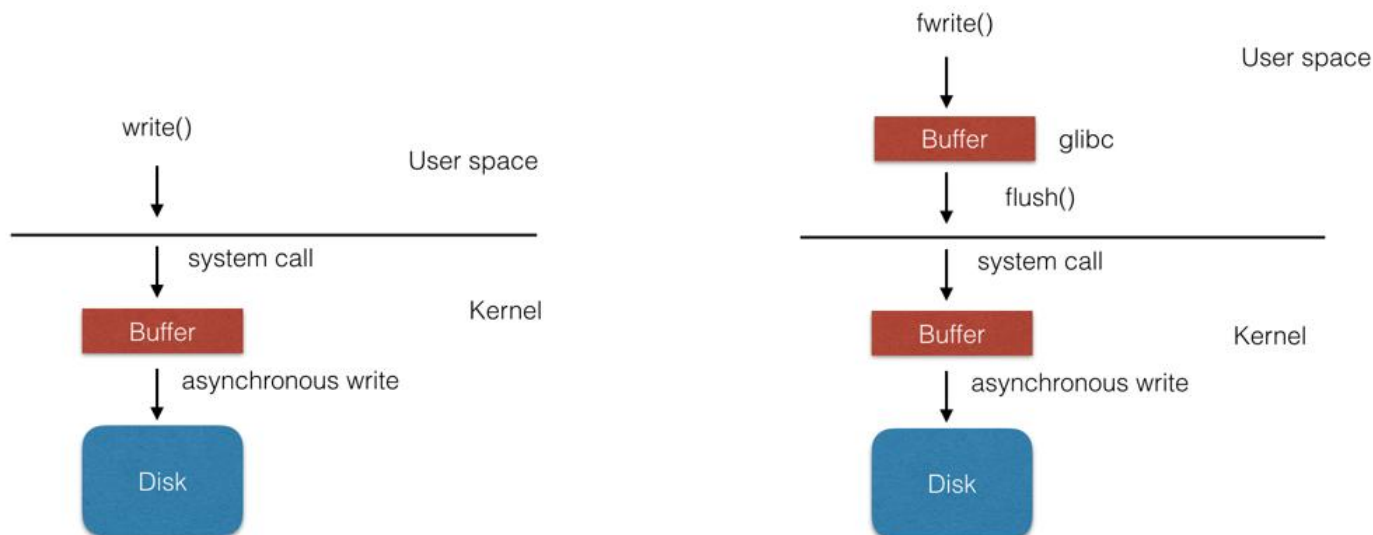 write()
User space
system call
Kernel
Buffer
asynchronous write
Disk
fwrite()
User space
Buffer
glibc
flush()
system call
Buffer
Kernel
asynchronous write
Disk